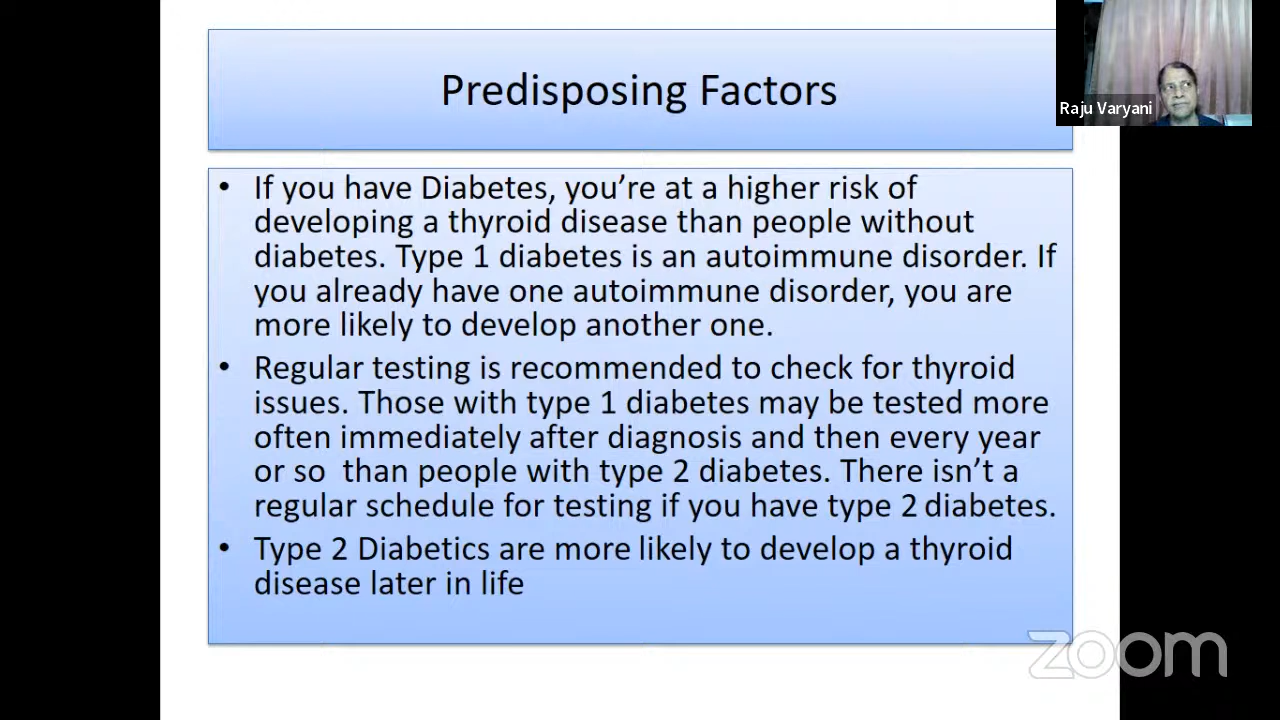 Predisposing Factors
Raju Varyani
• If you have Diabetes, you’re at a higher risk of
developing a thyroid disease than people without
diabetes. Type 1 diabetes is an autoimmune disorder. If
you already have one autoimmune disorder, you are
more likely to develop another one.
• Regular testing is recommended to check for thyroid
issues. Those with type 1 diabetes may be tested more
often immediately after diagnosis and then every year
or so  than people with type 2 diabetes. There isn’t a
regular schedule for testing if you have type 2 diabetes.
• Type 2 Diabetics are more likely to develop a thyroid
disease later in life
zoom